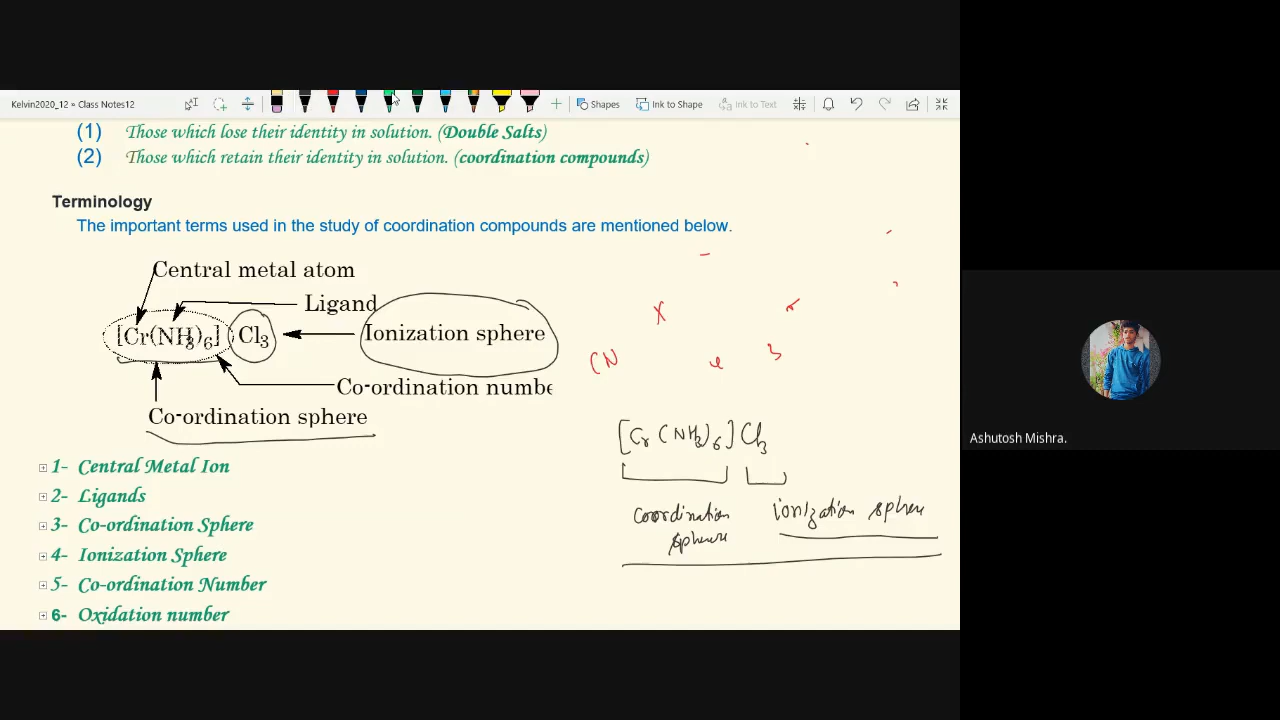 Kelvin2020_12 » Class Notes12
Shapes
Ink to Shape
Ink to Text
(1) Those which lose their identity in solution. (Double Salts)
(2) Those which retain their identity in solution. (coordination compounds)
Terminology
The important terms used in the study of coordination compounds are mentioned below.
Central metal atom
Ligand
[Cr(NH3)6] Cl3
Ionization sphere
Co-ordination numbe
Co-ordination sphere
X
CN
[Cr (NH3)6] Cl3
coordination sphere
ionization sphere
1- Central Metal Ion
2- Ligands
3- Co-ordination Sphere
4- Ionization Sphere
5- Co-ordination Number
6- Oxidation number
Ashutosh Mishra.